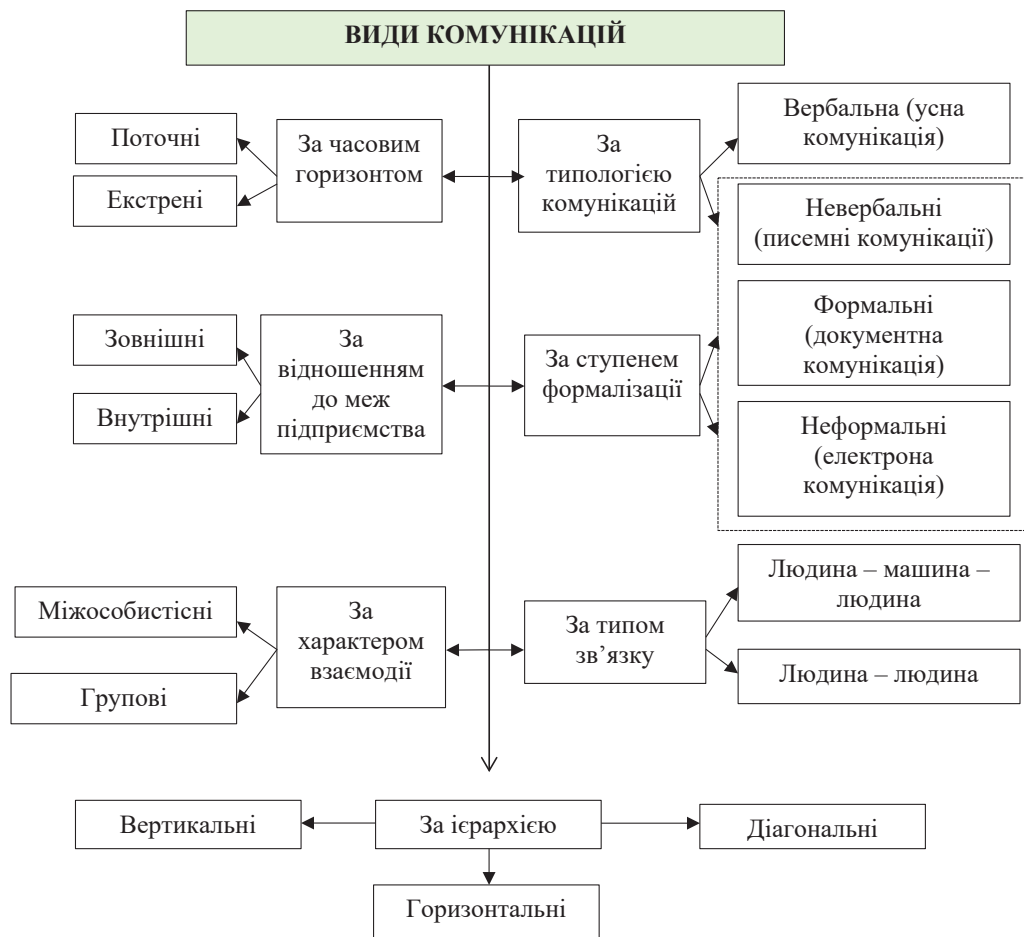 ВИДИ КОМУНІКАЦІЙ
Поточні
Екстрені
За часовим
горизонтом
За
типологією
комунікацій
Вербальна (усна
комунікація)
Невербальні
(писемні комунікації)
Зовнішні
Внутрішні
За
відношенням
до меж
підприємства
За ступенем
формалізації
Формальні
(документна
комунікація)
Неформальні
(електрона
комунікація)
Міжособистісні
Групові
За
характером
взаємодії
За типом
зв’язку
Людина – машина –
людина
Людина – людина
Вертикальні
За ієрархією
Діагональні
Горизонтальні